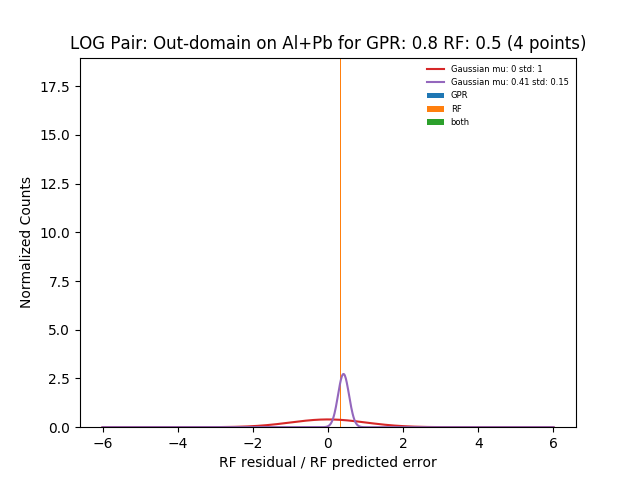 LOG Pair: Out-domain on Al+Pb for GPR: 0.8 RF: 0.5 (4 points)
Gaussian mu: 0 std: 1
Gaussian mu: 0.41 std: 0.15
GPR
RF
both
Normalized Counts
17.5
15.0
12.5
10.0
7.5
5.0
2.5
0.0
−6 −4 −2 0 2 4 6
RF residual / RF predicted error